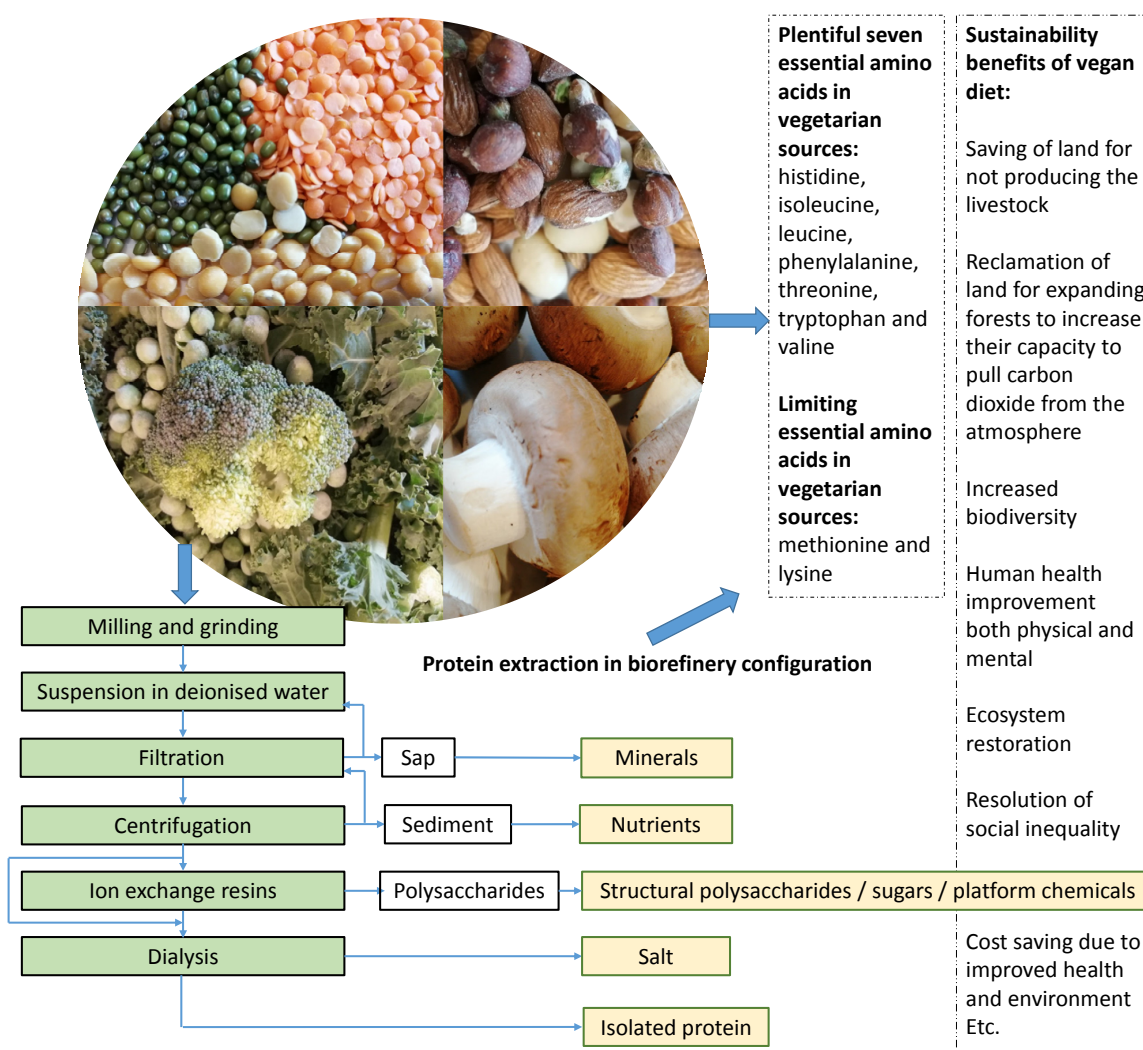 Plentiful seven
essential amino
acids in
vegetarian
sources:
histidine,
isoleucine,
leucine,
phenylalanine,
threonine,
tryptophan and
valine
Limiting
essential amino
acids in
vegetarian
sources:
methionine and
lysine
Sustainability
benefits of vegan
diet:
Saving of land for
not producing the
livestock
Reclamation of
land for expanding
forests to increase
their capacity to
pull carbon
dioxide from the
atmosphere
Increased
biodiversity
Human health
improvement
both physical and
mental
Ecosystem
restoration
Resolution of
social inequality
Cost saving due to
improved health
and environment
Etc.
Protein extraction in biorefinery configuration
Milling and grinding
Suspension in deionised water
Filtration
Sap
Minerals
Centrifugation
Sediment
Nutrients
Ion exchange resins
Polysaccharides
Structural polysaccharides / sugars / platform chemicals
Dialysis
Salt
Isolated protein